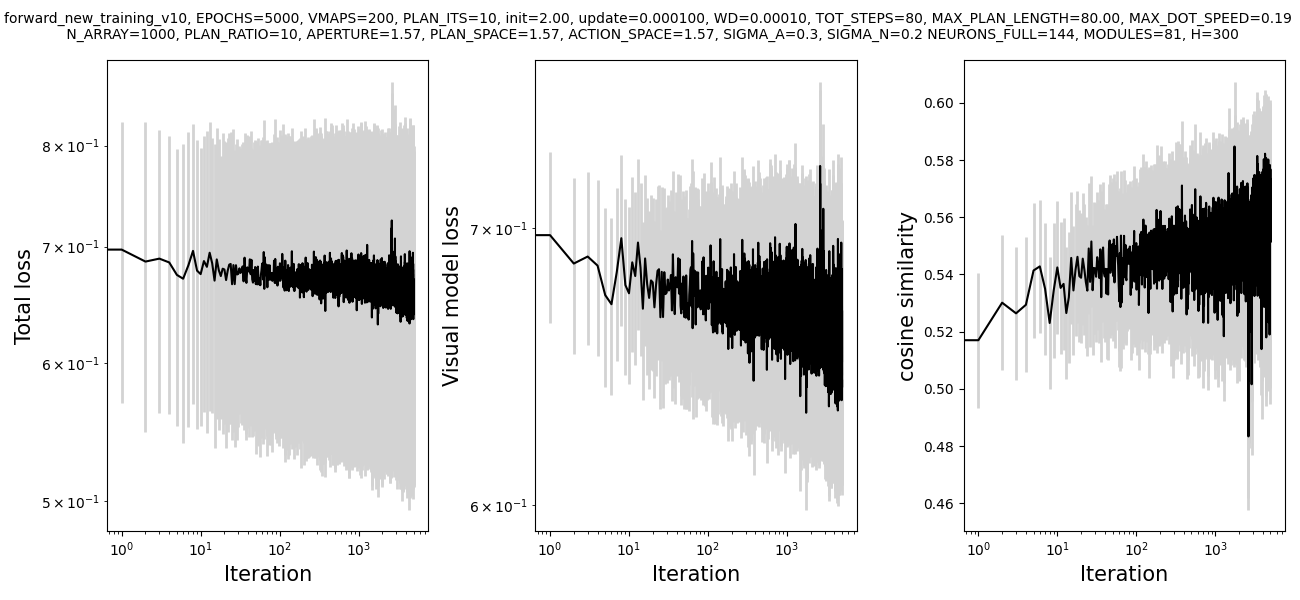 forward_new_training_v10, EPOCHS=5000, VMAPS=200, PLAN_ITS=10, init=2.00, update=0.000100, WD=0.00010, TOT_STEPS=80, MAX_PLAN_LENGTH=80.00, MAX_DOT_SPEED=0.19
N_ARRAY=1000, PLAN_RATIO=10, APERTURE=1.57, PLAN_SPACE=1.57, ACTION_SPACE=1.57, SIGMA_A=0.3, SIGMA_N=0.2 NEURONS_FULL=144, MODULES=81, H=300
Total loss
8 × 10⁻¹
7 × 10⁻¹
6 × 10⁻¹
5 × 10⁻¹
10⁰ 10¹ 10² 10³
Iteration
Visual model loss
7 × 10⁻¹
6 × 10⁻¹
10⁰ 10¹ 10² 10³
Iteration
cosine similarity
0.60
0.58
0.56
0.54
0.52
0.50
0.48
0.46
10⁰ 10¹ 10² 10³
Iteration